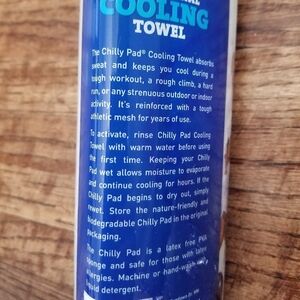 COOLING
TOWEL
The Chilly Pad® Cooling Towel absorbs
sweat and keeps you cool during a
tough workout, a rough climb, a hard
run, or any strenuous outdoor or indoor
activity. It's reinforced with a tough
athletic mesh for years of use.
To activate, rinse Chilly Pad Cooling
Towel with warm water before using
the first time. Keeping your Chilly
Pad wet allows moisture to evaporate
and continue cooling for hours. If the
Chilly Pad begins to dry out, simply
rewet. Store the nature-friendly and
biodegradable Chilly Pad in the original
packaging.
The Chilly Pad is a latex free PVA
sponge and safe for those with latex
allergies. Machine or hand-wash
liquid detergent.